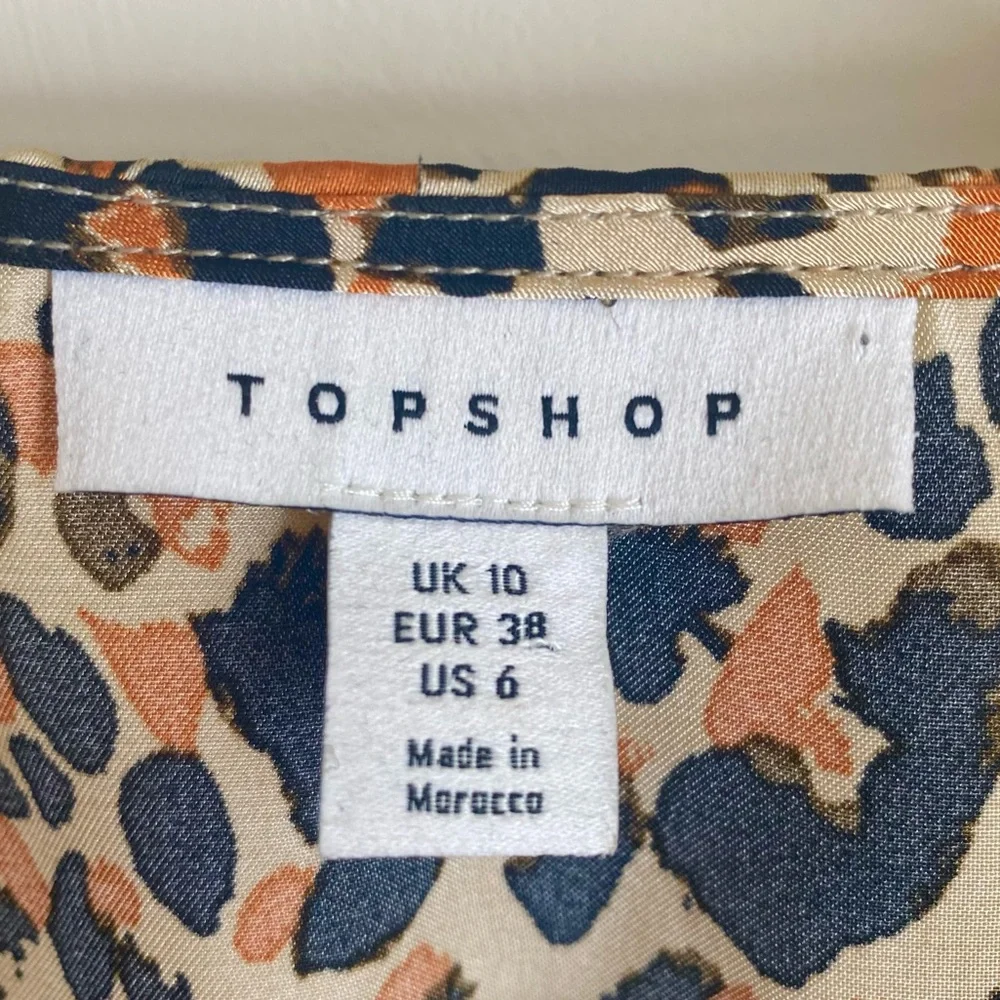 TOPSHOP
UK 10
EUR 38
US 6
Made in
Morocco